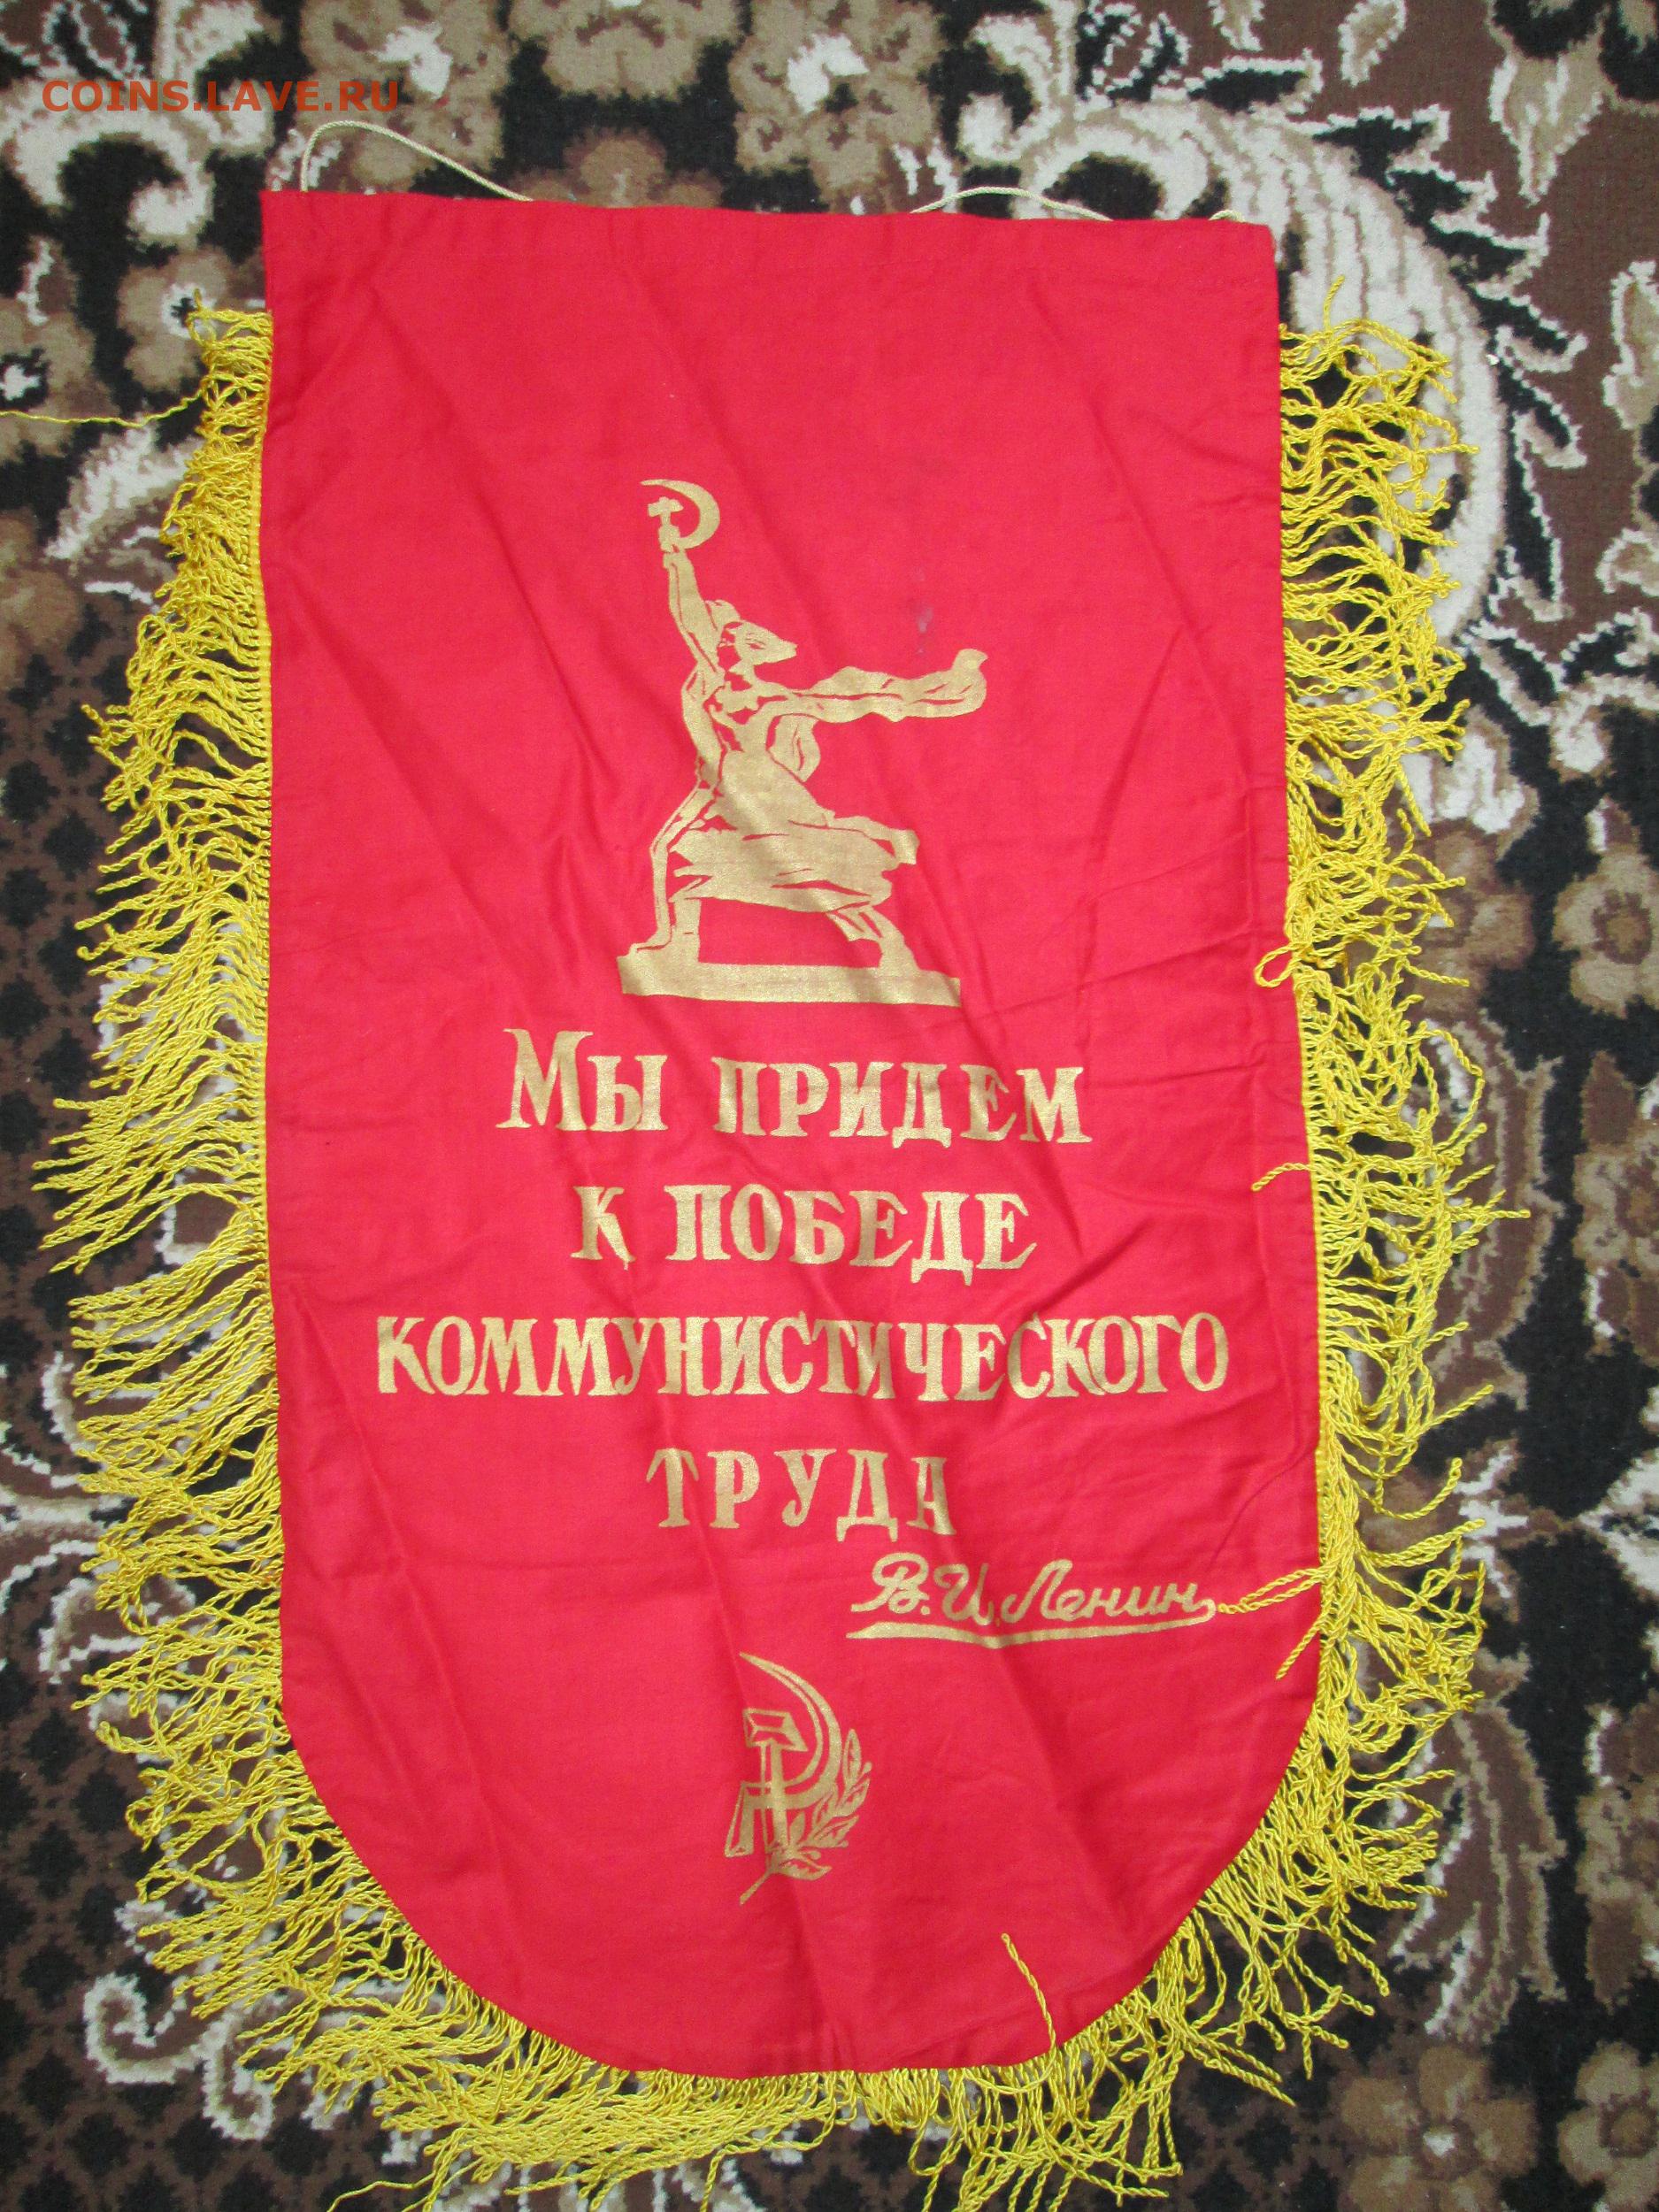 COINS.LAVE.RU
Мы придем
к победе
коммунистического
труда
В.И.Ленин